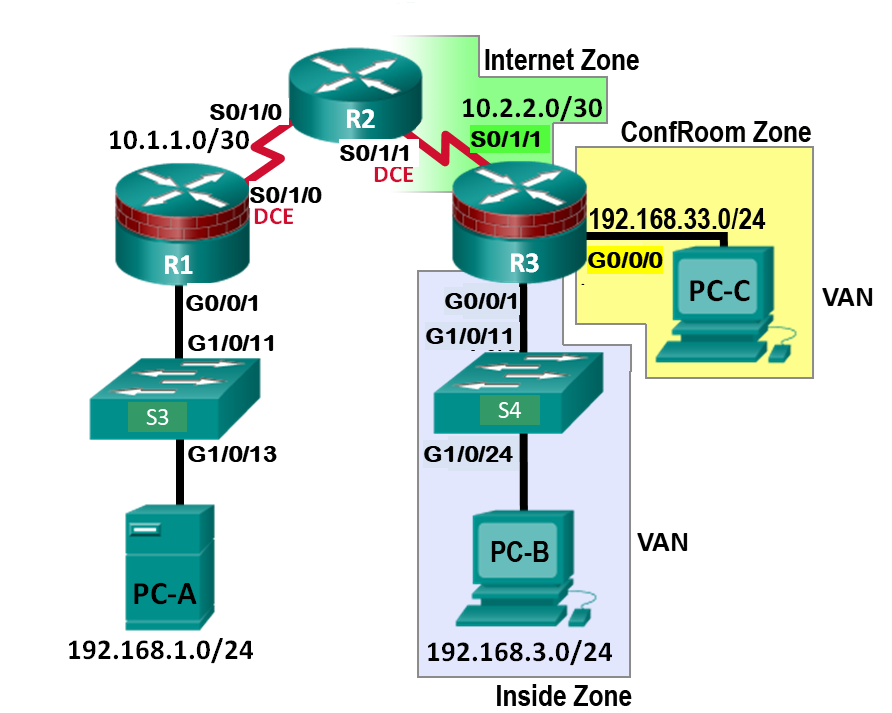 Internet Zone
R2
S0/1/0
10.2.2.0/30
10.1.1.0/30
S0/1/1
ConfRoom Zone
S0/1/1
DCE
S0/1/0
DCE
192.168.33.0/24
R1
R3
G0/0/0
PC-C
VAN
G0/0/1
G0/0/1
G1/0/11
G1/0/11
S3
S4
G1/0/13
G1/0/24
PC-B
VAN
PC-A
192.168.1.0/24
192.168.3.0/24
Inside Zone